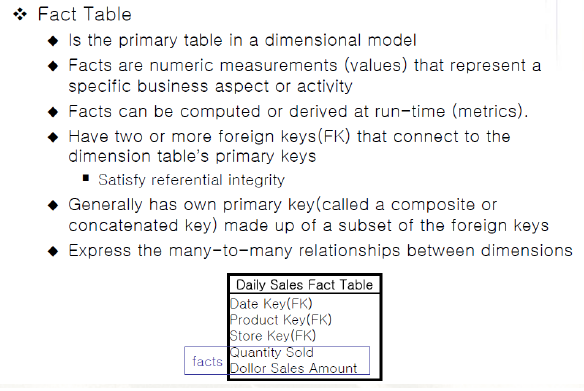 Fact Table
Is the primary table in a dimensional model
Facts are numeric measurements (values) that represent a
specific business aspect or activity
Facts can be computed or derived at run-time (metrics).
Have two or more foreign keys(FK) that connect to the
dimension table's primary keys
Satisfy referential integrity
Generally has own primary key(called a composite or
concatenated key) made up of a subset of the foreign keys
Express the many-to-many relationships between dimensions
Daily Sales Fact Table
Date Key(FK)
Product Key(FK)
Store Key(FK)
Quantity Sold
facts
Dollor Sales Amount